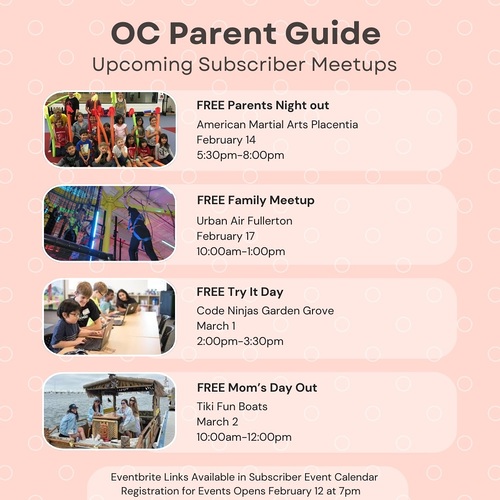 OC Parent Guide
Upcoming Subscriber Meetups
FREE Parents Night out
American Martial Arts Placentia
February 14
5:30pm-8:00pm
FREE Family Meetup
Urban Air Fullerton
February 17
10:00am-1:00pm
FREE Try It Day
Code Ninjas Garden Grove
March 1
2:00pm-3:30pm
FREE Mom's Day Out
Tiki Fun Boats
March 2
10:00am-12:00pm
Eventbrite Links Available in Subscriber Event Calendar
Registration for Events Opens February 12 at 7pm